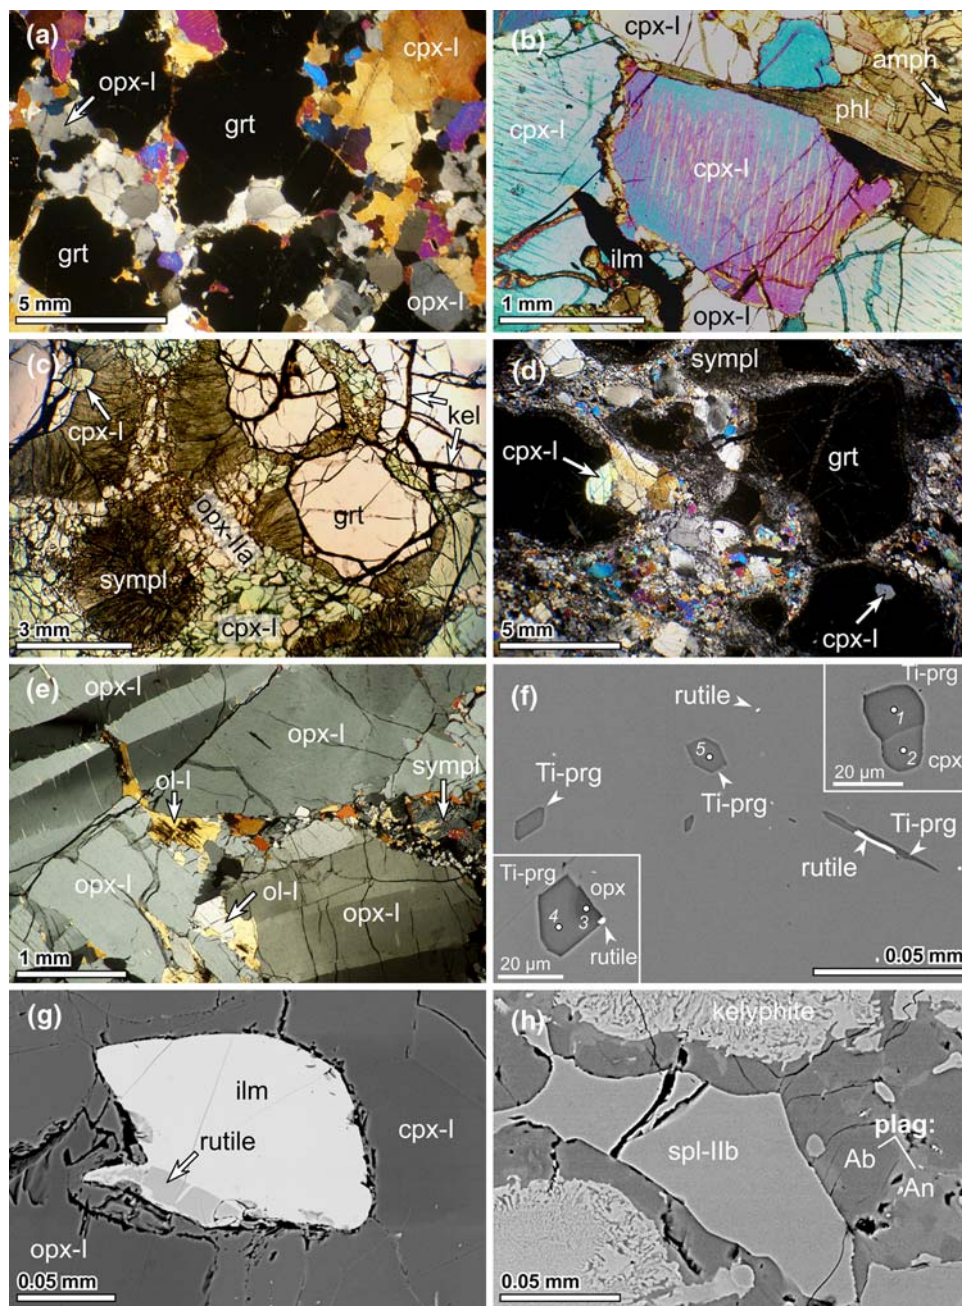 (a)
opx-I
cpx-I
grt
grt
opx-I
5 mm
(b)
cpx-I
amph
phl
cpx-I
cpx-I
ilm
opx-I
1 mm
(c)
cpx-I
kel
opx-IIa
grt
sympl
cpx-I
3 mm
(d)
sympl
cpx-I
grt
cpx-I
5 mm
(e)
opx-I
opx-I
ol-I
sympl
opx-I
ol-I
opx-I
1 mm
(f)
rutile
Ti-prg
1
2
cpx
20 µm
5
Ti-prg
Ti-prg
Ti-prg
rutile
Ti-prg
opx
4
3
rutile
20 µm
0.05 mm
(g)
ilm
rutile
cpx-I
opx-I
0.05 mm
(h)
kelyphite
spl-IIb
plag:
Ab
An
0.05 mm